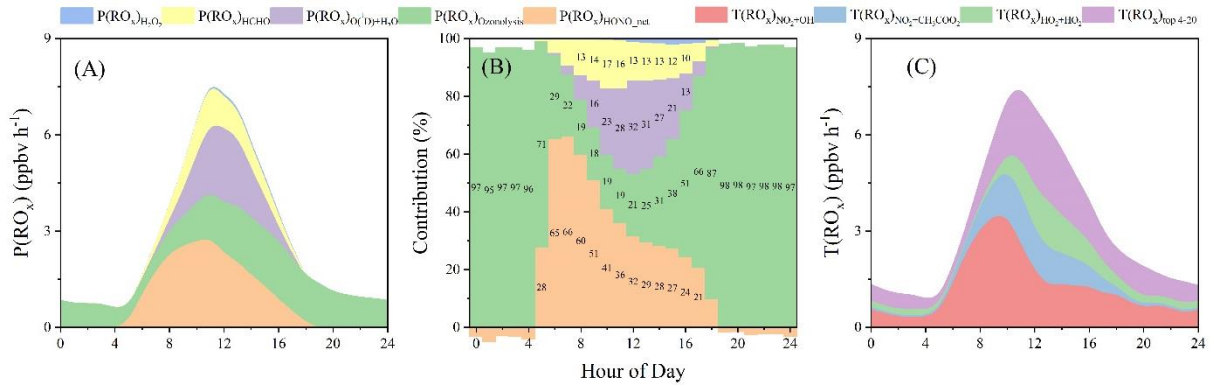 P(ROₓ)H₂O₂ P(ROₓ)HCHO P(ROₓ)O(¹D)+H₂O P(ROₓ)Ozonolysis P(ROₓ)HONO_net T(ROₓ)NO₂+OH T(ROₓ)NO₂+CH₃COO₂ T(ROₓ)HO₂+HO₂ T(ROₓ)top 4-20
(A)
P(ROₓ) (ppbv h⁻¹)
9
6
3
0
0 4 8 12 16 20 24
(B)
Contribution (%)
100
80
60
40
20
0
13 14 17 16 13 13 13 12 10
16 23 28 32 31 27 21 13
97 95 97 97 96 71 29 22 19 18 19 19 21 25 31 38 51 66 87 98 98 97 98 98 97
28 65 66 60 51 41 36 32 29 28 27 24 21
0 4 8 12 16 20 24
Hour of Day
(C)
T(ROₓ) (ppbv h⁻¹)
9
6
3
0
0 4 8 12 16 20 24